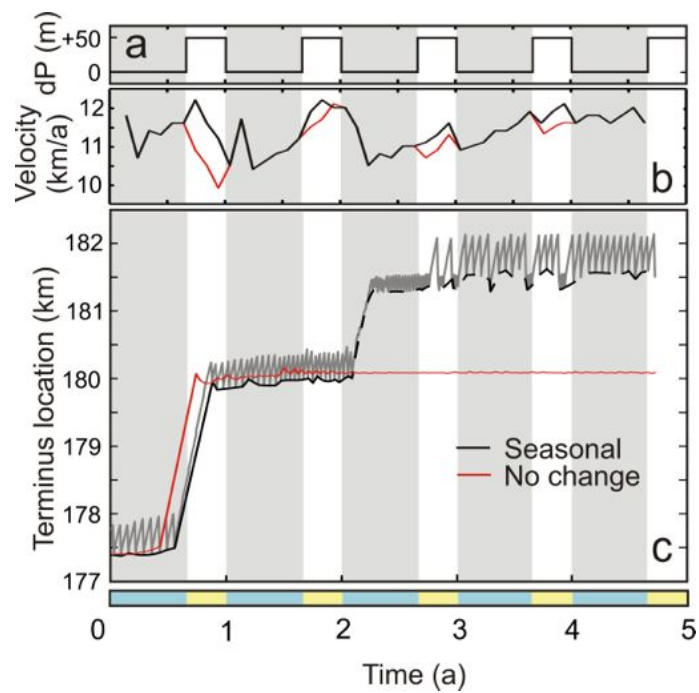 a
dP (m)
+50
0
b
Velocity
(km/a)
12
11
10
c
Terminus location (km)
182
181
180
179
178
177
Seasonal
No change
0 1 2 3 4 5
Time (a)